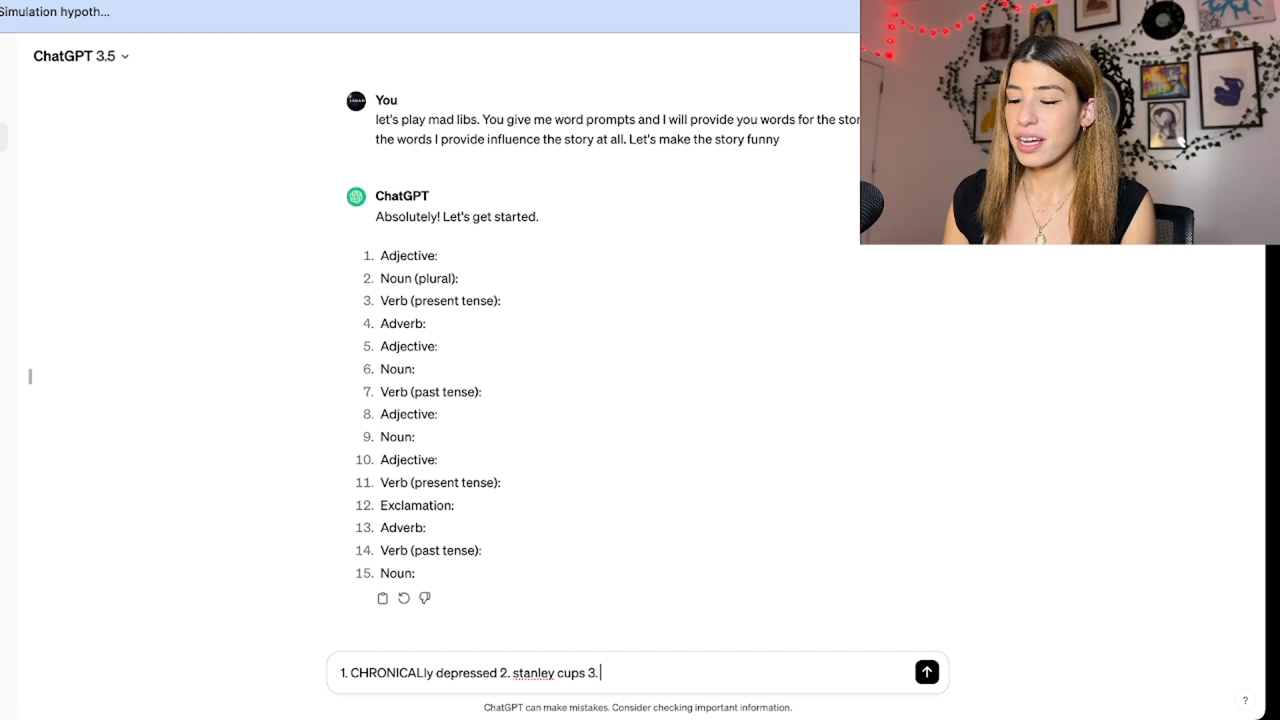 Simulation hypoth...
ChatGPT 3.5
You
let's play mad libs. You give me word prompts and I will provide you words for the stor
the words I provide influence the story at all. Let's make the story funny
ChatGPT
Absolutely! Let's get started.
1. Adjective:
2. Noun (plural):
3. Verb (present tense):
4. Adverb:
5. Adjective:
6. Noun:
7. Verb (past tense):
8. Adjective:
9. Noun:
10. Adjective:
11. Verb (present tense):
12. Exclamation:
13. Adverb:
14. Verb (past tense):
15. Noun:
1. CHRONICALly depressed 2. stanley cups 3.
ChatGPT can make mistakes. Consider checking important information.
?